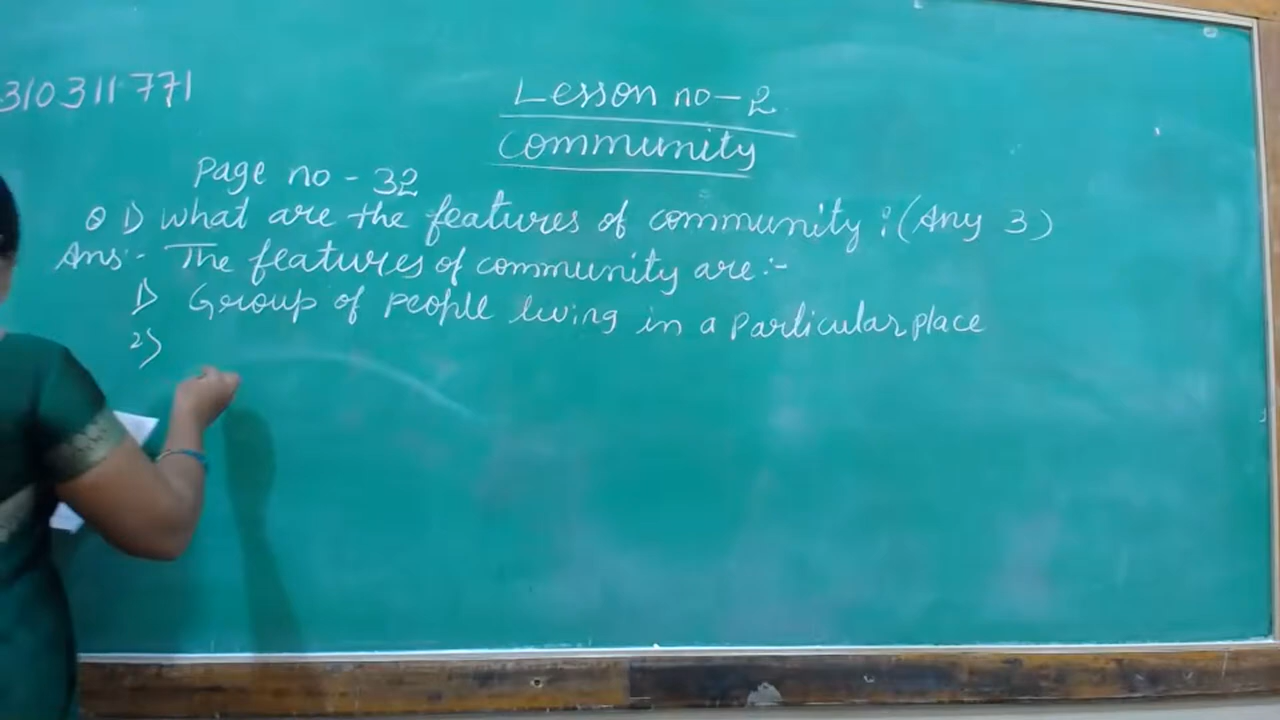 310311771
Lesson no-2
Community
Page no - 32
Q 1) what are the features of community :(Any 3)
Ans:- The features of community are:-
1) Group of people living in a particular place
2)